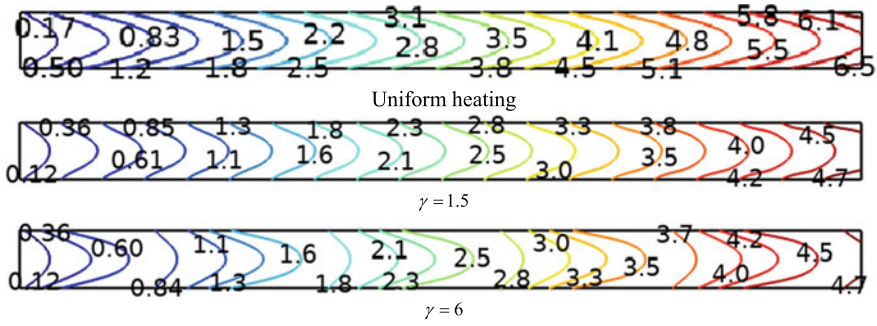 3.1 5.8 6.1
0.17 0.83 1.5 2.2 2.8 3.5 4.1 4.8 5.5
0.50 1.2 1.8 2.5 3.8 4.5 5.1 6.5
Uniform heating
0.36 0.85 1.3 1.8 2.3 2.8 3.3 3.8 4.5
0.61 1.1 1.6 2.1 2.5 3.5 4.0
0.12 3.0 4.2 4.7
γ = 1.5
0.36 3.7 4.2
0.60 1.1 1.6 2.1 2.5 3.0 3.5 4.5
0.12 0.84 1.3 1.8 2.3 2.8 3.3 4.0 4.7
γ = 6